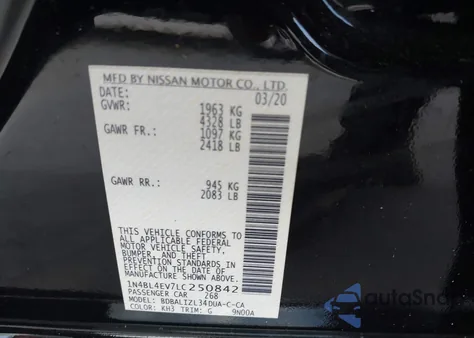 MFD BY NISSAN MOTOR CO., LTD.
DATE: 03/20
GVWR: 1963 KG
4328 LB
GAWR FR.: 1097 KG
2418 LB
GAWR RR.: 945 KG
2083 LB
THIS VEHICLE CONFORMS TO
ALL APPLICABLE FEDERAL
MOTOR VEHICLE SAFETY,
BUMPER, AND THEFT
PREVENTION STANDARDS IN
EFFECT ON THE DATE OF
MANUFACTURE SHOWN ABOVE.
1N4BL4EV7LC250842
PASSENGER CAR 268
MODEL: BDBALIZL34DUA-C-CA
COLOR: KH3 TRIM: G 9N00A
AutoSnap